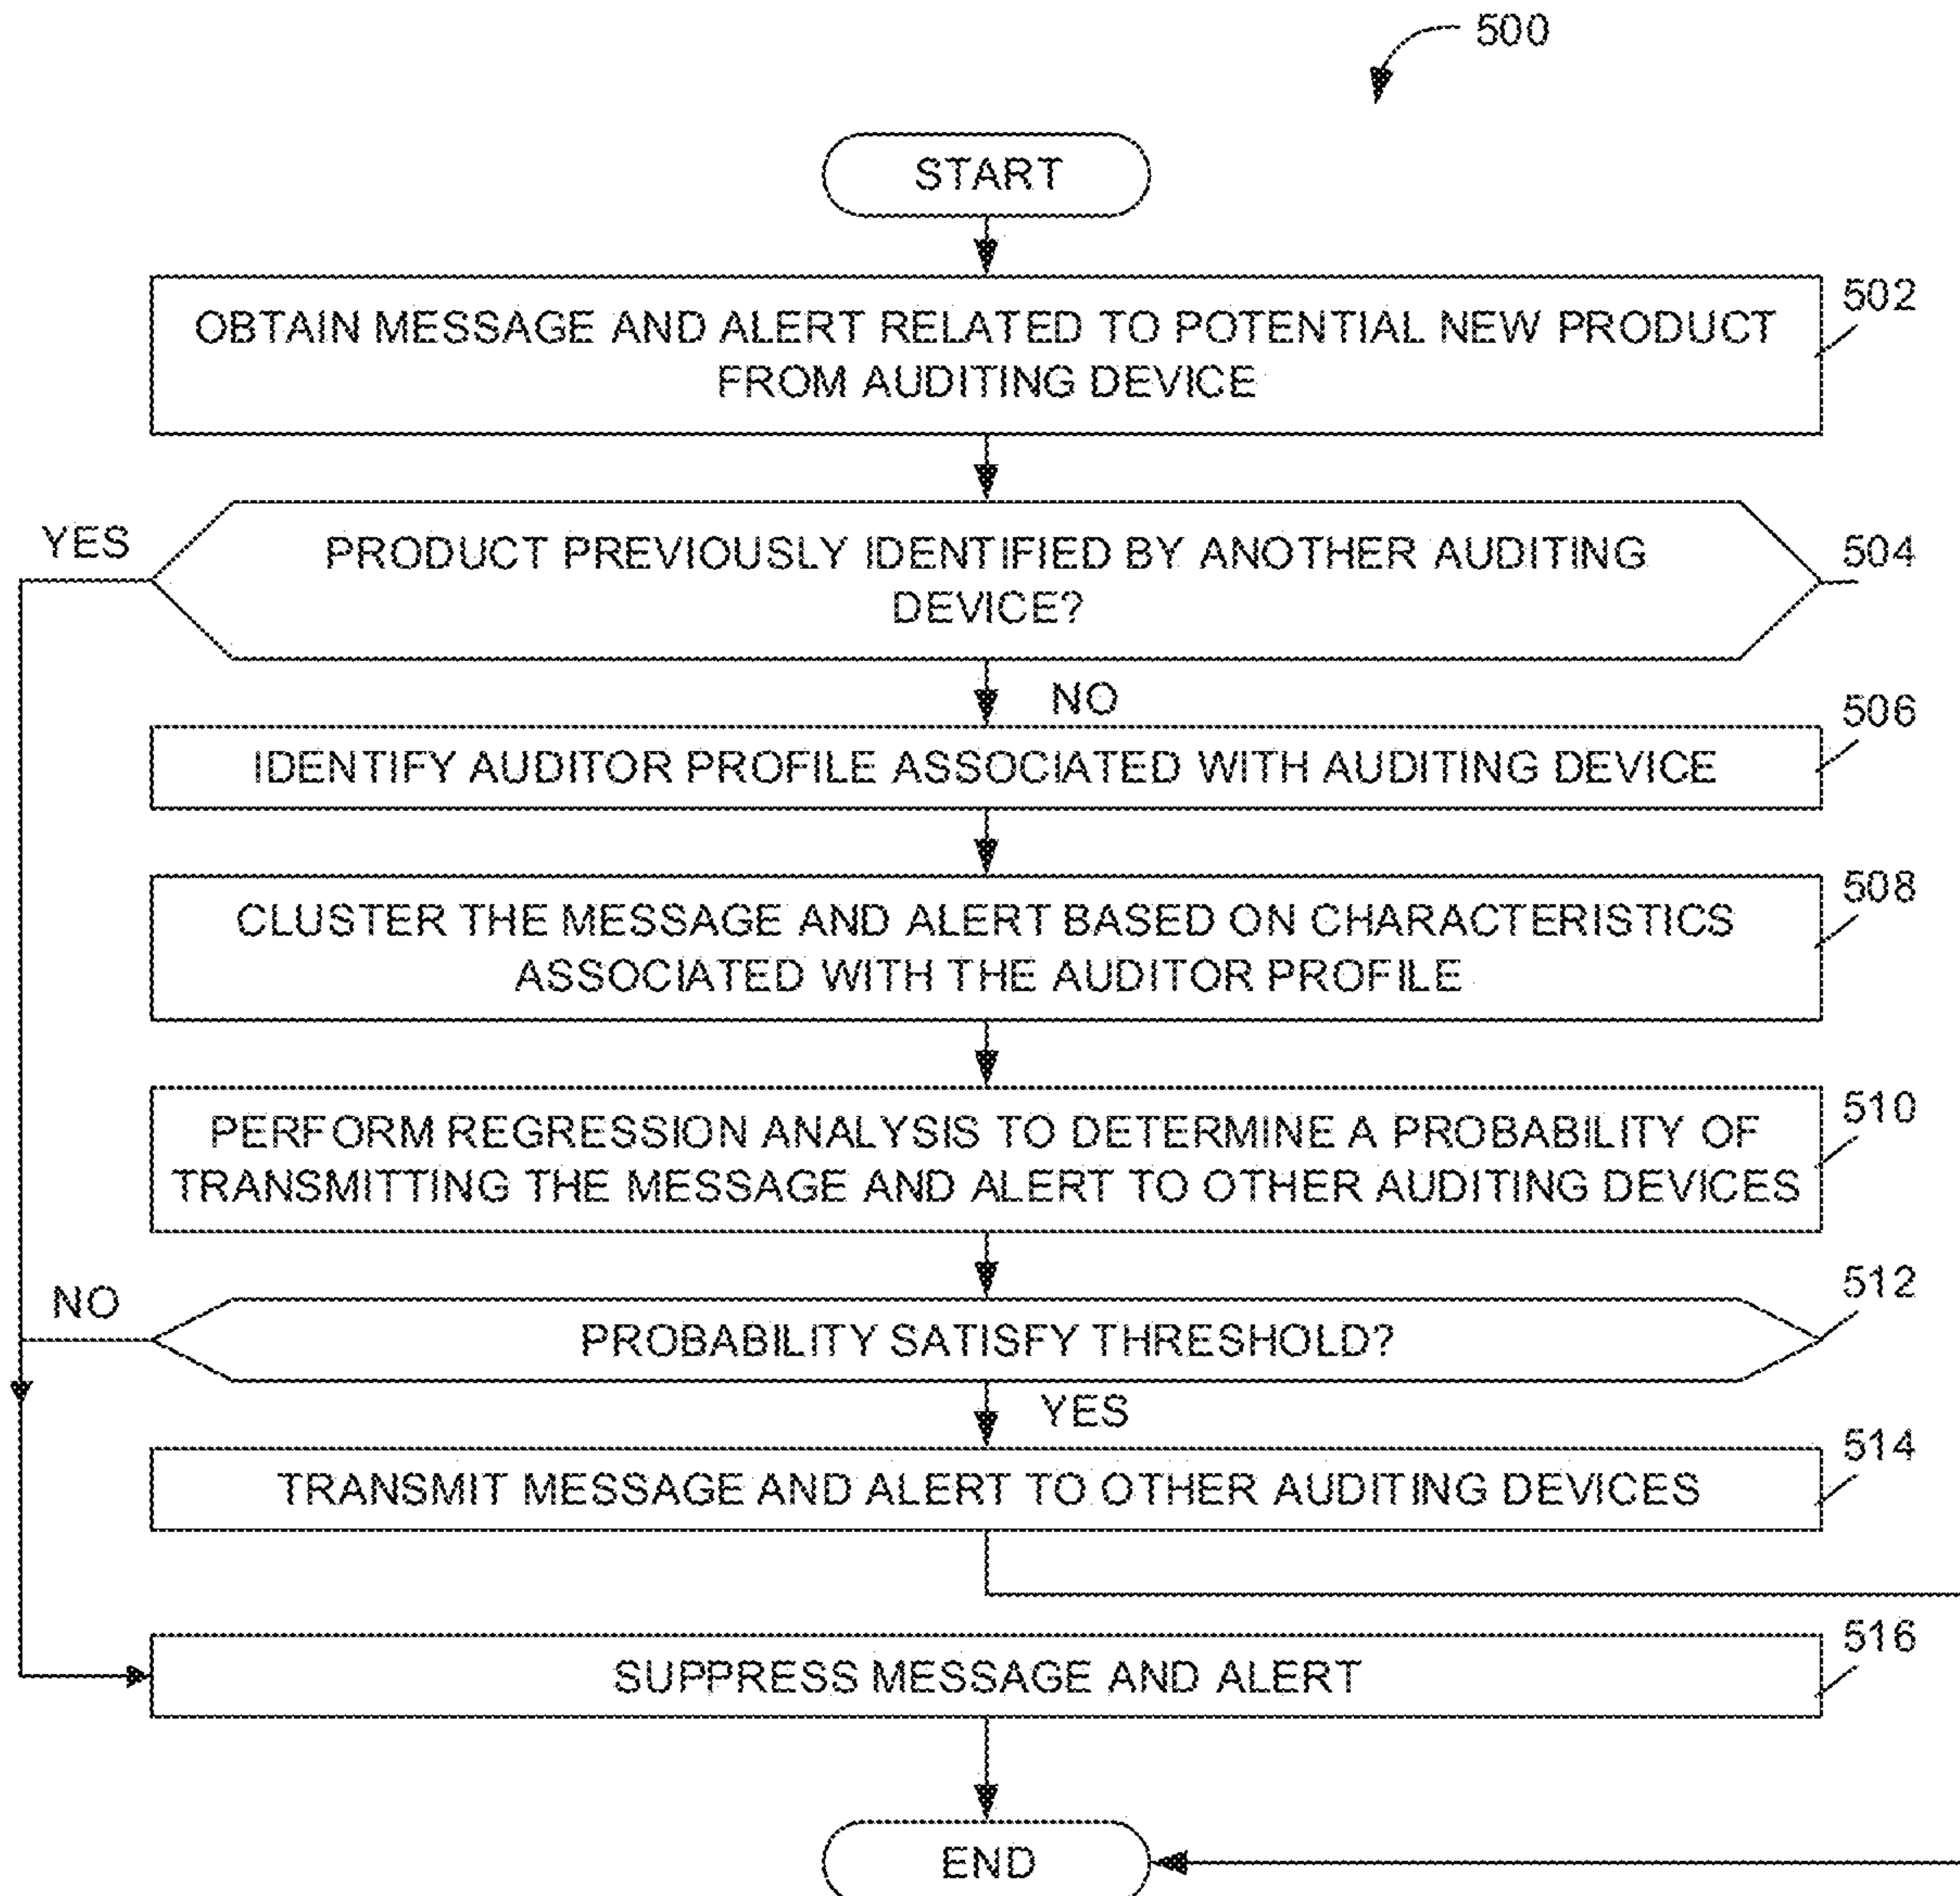 500
START
OBTAIN MESSAGE AND ALERT RELATED TO POTENTIAL NEW PRODUCT
FROM AUDITING DEVICE
502
YES
PRODUCT PREVIOUSLY IDENTIFIED BY ANOTHER AUDITING
DEVICE?
504
NO
IDENTIFY AUDITOR PROFILE ASSOCIATED WITH AUDITING DEVICE
506
CLUSTER THE MESSAGE AND ALERT BASED ON CHARACTERISTICS
ASSOCIATED WITH THE AUDITOR PROFILE
508
PERFORM REGRESSION ANALYSIS TO DETERMINE A PROBABILITY OF
TRANSMITTING THE MESSAGE AND ALERT TO OTHER AUDITING DEVICES
510
NO
PROBABILITY SATISFY THRESHOLD?
512
YES
TRANSMIT MESSAGE AND ALERT TO OTHER AUDITING DEVICES
514
SUPPRESS MESSAGE AND ALERT
516
END